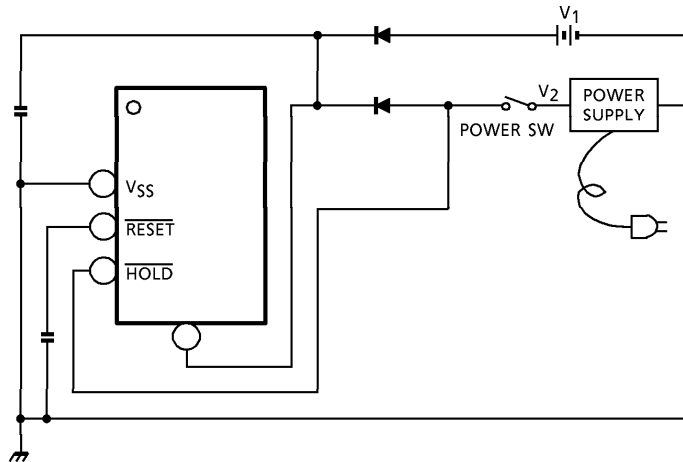 V1
V2
POWER
SUPPLY
POWER SW
VSS
RESET
HOLD